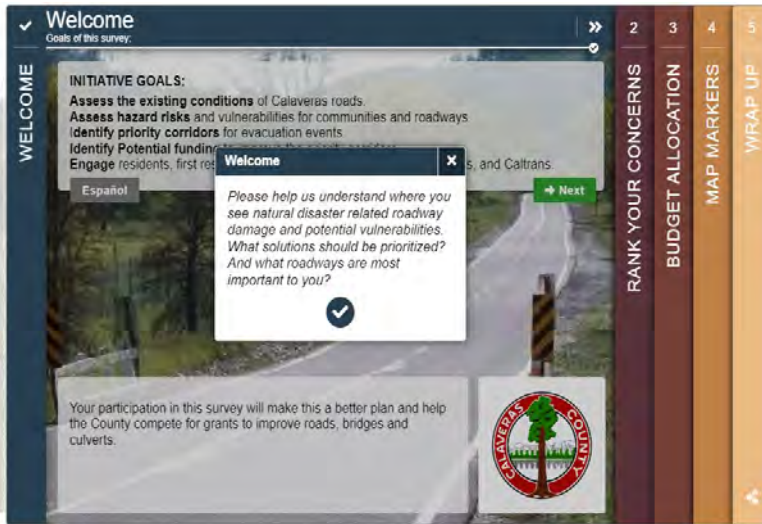 Welcome
Goals of this survey:
WELCOME
INITIATIVE GOALS:
Assess the existing conditions of Calaveras roads.
Assess hazard risks and vulnerabilities for communities and roadways
Identify priority corridors for evacuation events.
Identify Potential funding
Engage residents, first res
s, and Caltrans.
Español
Next
Welcome
Please help us understand where you
see natural disaster related roadway
damage and potential vulnerabilities.
What solutions should be prioritized?
And what roadways are most
important to you?
Your participation in this survey will make this a better plan and help
the County compete for grants to improve roads, bridges and
culverts.
CALAVERAS COUNTY
2
RANK YOUR CONCERNS
3
BUDGET ALLOCATION
4
MAP MARKERS
5
WRAP UP